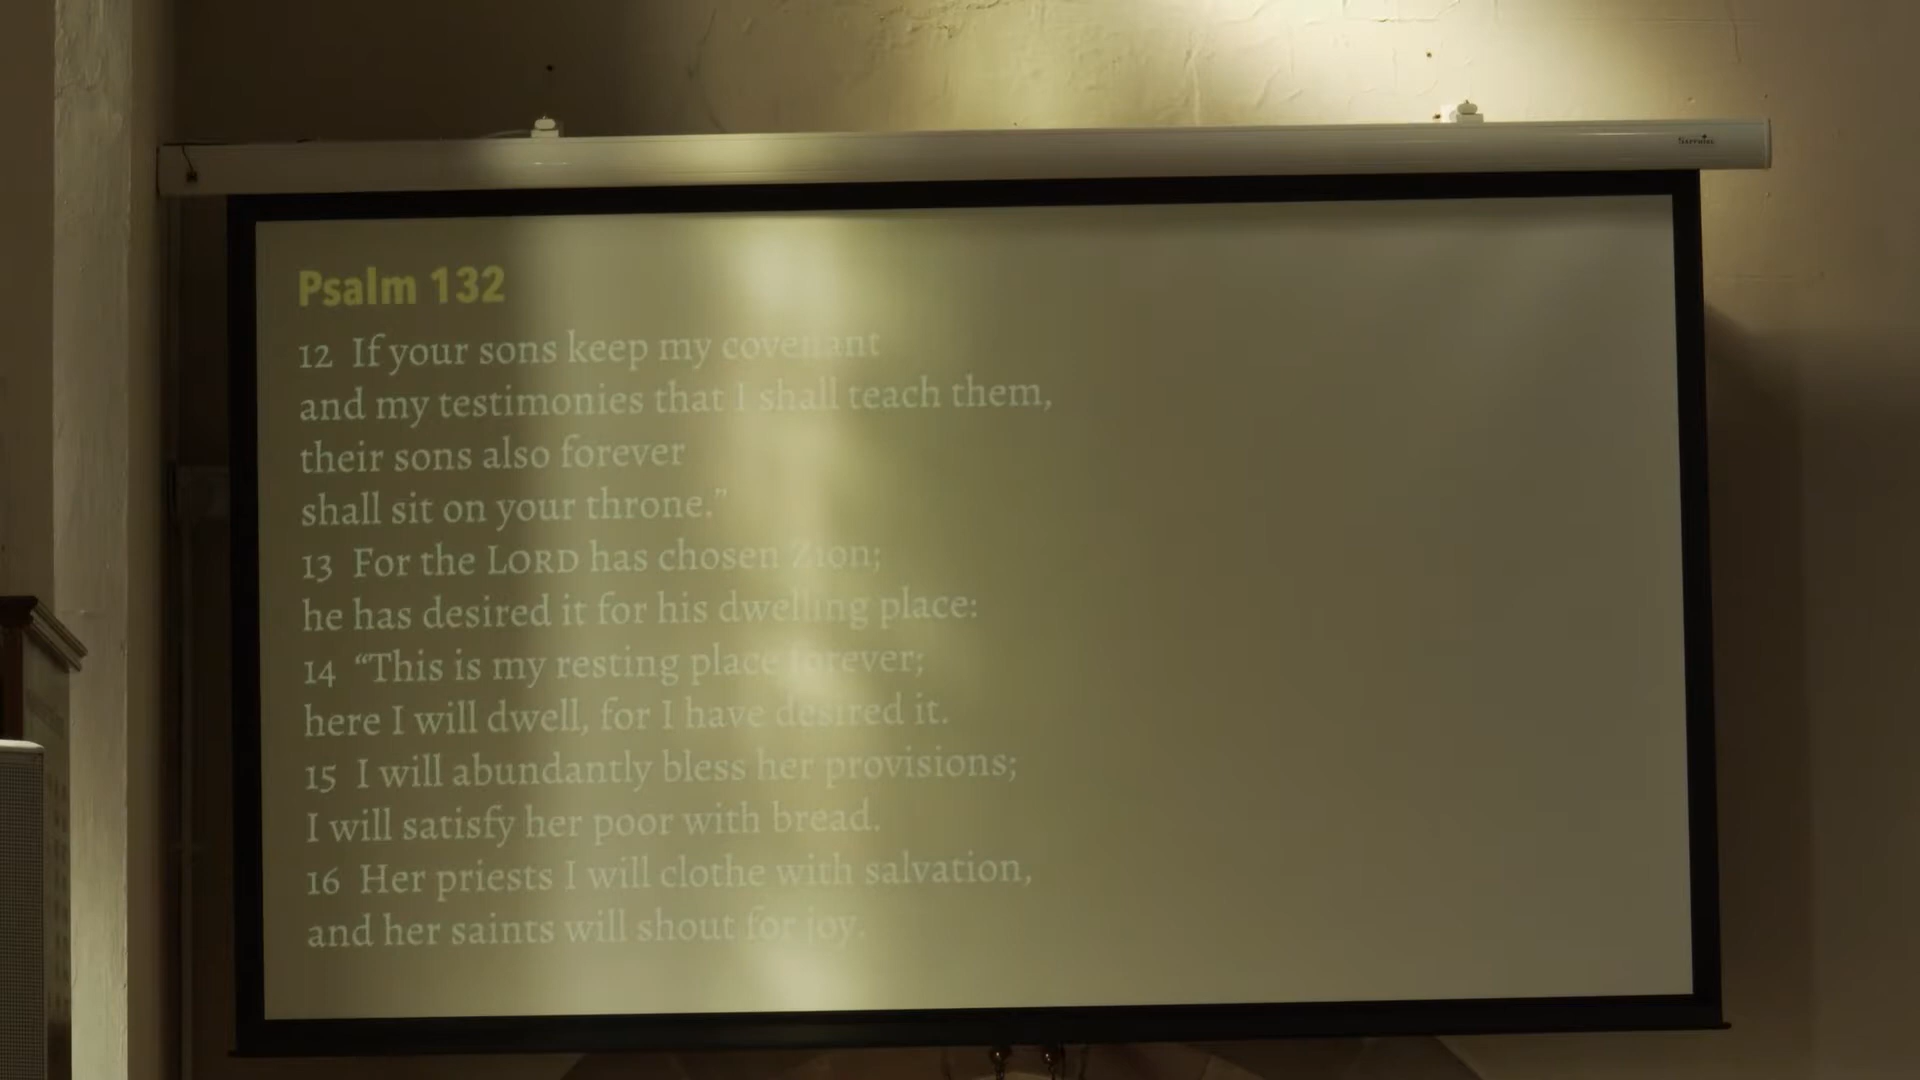 Psalm 132
12 If your sons keep my covenant
and my testimonies that I shall teach them,
their sons also forever
shall sit on your throne.”
13 For the LORD has chosen Zion;
he has desired it for his dwelling place:
14 “This is my resting place forever;
here I will dwell, for I have desired it.
15 I will abundantly bless her provisions;
I will satisfy her poor with bread.
16 Her priests I will clothe with salvation,
and her saints will shout for joy.